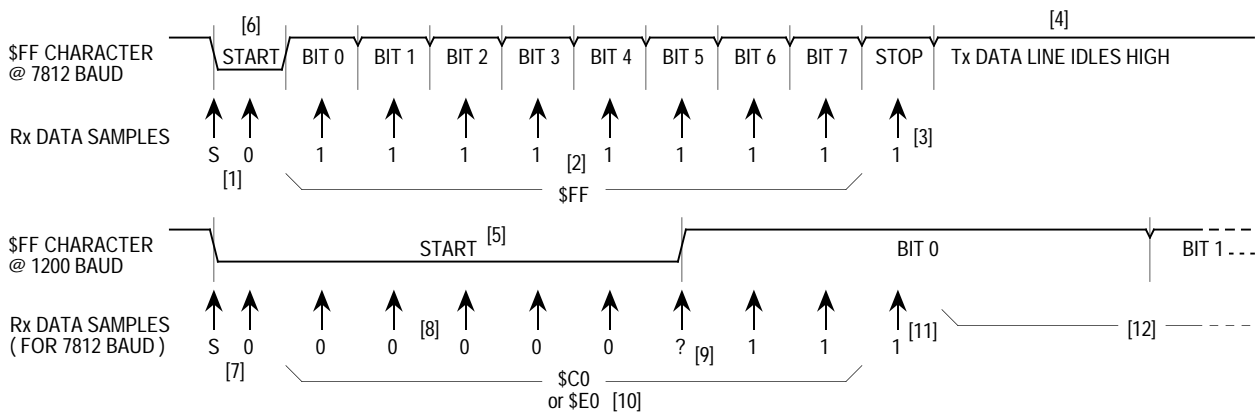 [6] [4]
$FF CHARACTER @ 7812 BAUD
START BIT 0 BIT 1 BIT 2 BIT 3 BIT 4 BIT 5 BIT 6 BIT 7 STOP Tx DATA LINE IDLES HIGH
Rx DATA SAMPLES
S 0 1 1 1 1 1 1 1 1 1 [3]
[1] [2]
$FF
$FF CHARACTER @ 1200 BAUD
START [5] BIT 0 BIT 1
Rx DATA SAMPLES ( FOR 7812 BAUD )
S 0 0 0 0 0 0 ? 1 1 1
[7] [8] [9] [11] [12]
$C0
or $E0 [10]